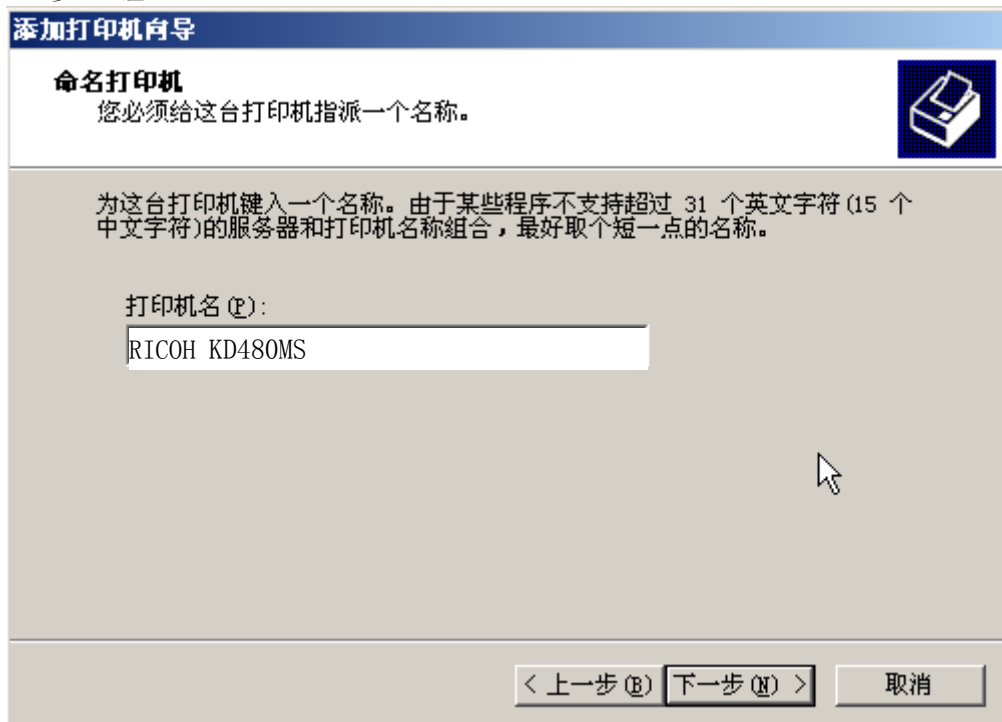 添加打印机向导
命名打印机
您必须给这台打印机指派一个名称。
为这台打印机键入一个名称。由于某些程序不支持超过 31 个英文字符(15 个
中文字符)的服务器和打印机名称组合，最好取个短一点的名称。
打印机名(P):
RICOH KD480MS
< 上一步(B) 下一步(N) > 取消